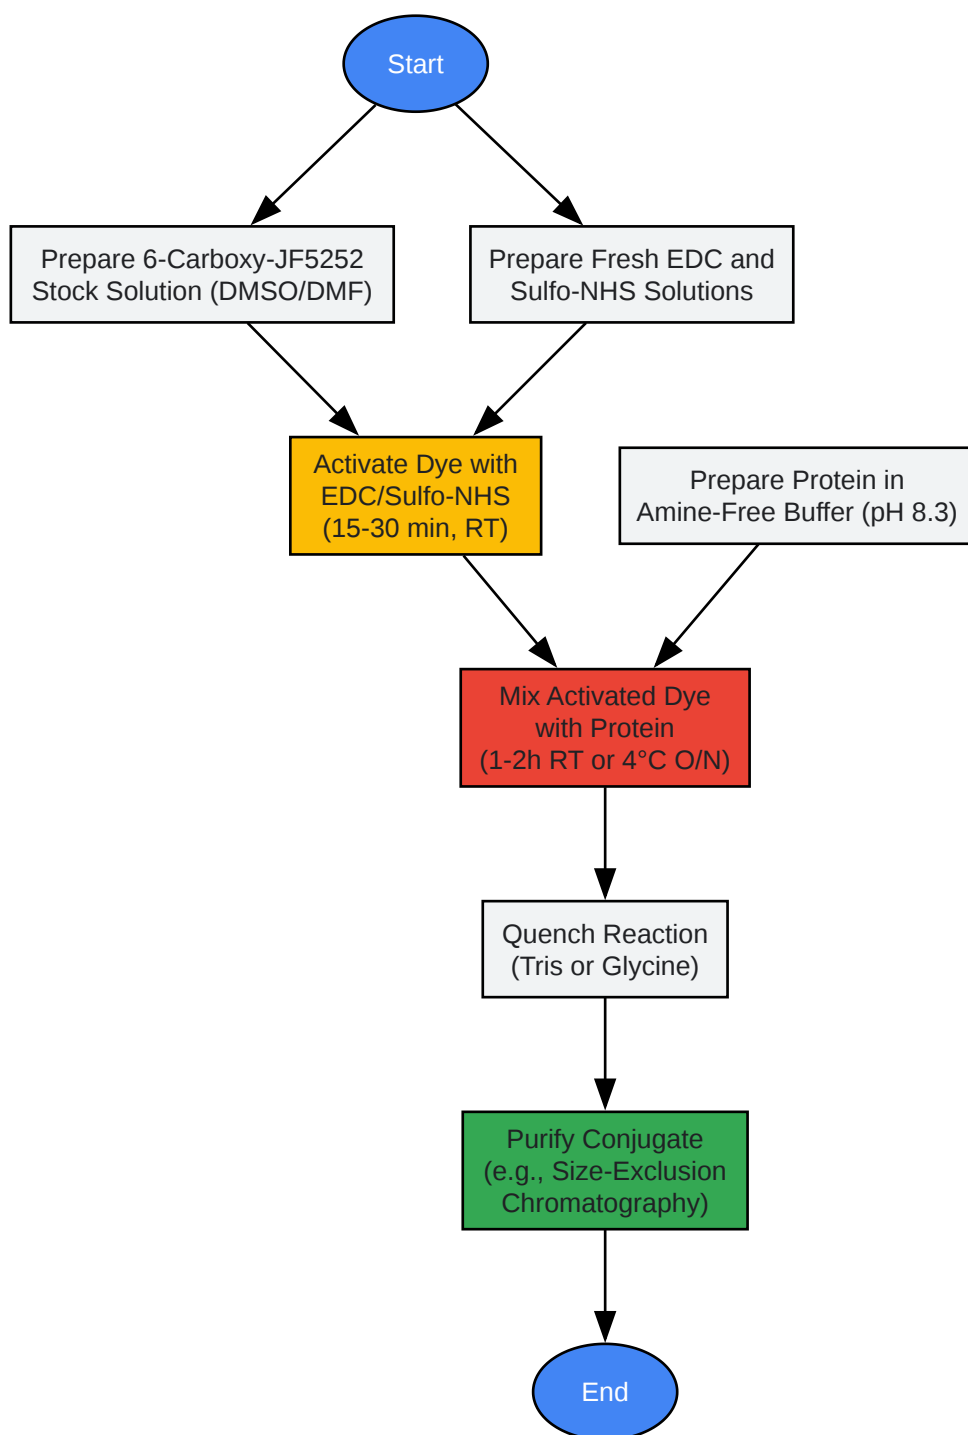 Start
Prepare 6-Carboxy-JF5252
Stock Solution (DMSO/DMF)
Prepare Fresh EDC and
Sulfo-NHS Solutions
Activate Dye with
EDC/Sulfo-NHS
(15-30 min, RT)
Prepare Protein in
Amine-Free Buffer (pH 8.3)
Mix Activated Dye
with Protein
(1-2h RT or 4°C O/N)
Quench Reaction
(Tris or Glycine)
Purify Conjugate
(e.g., Size-Exclusion
Chromatography)
End